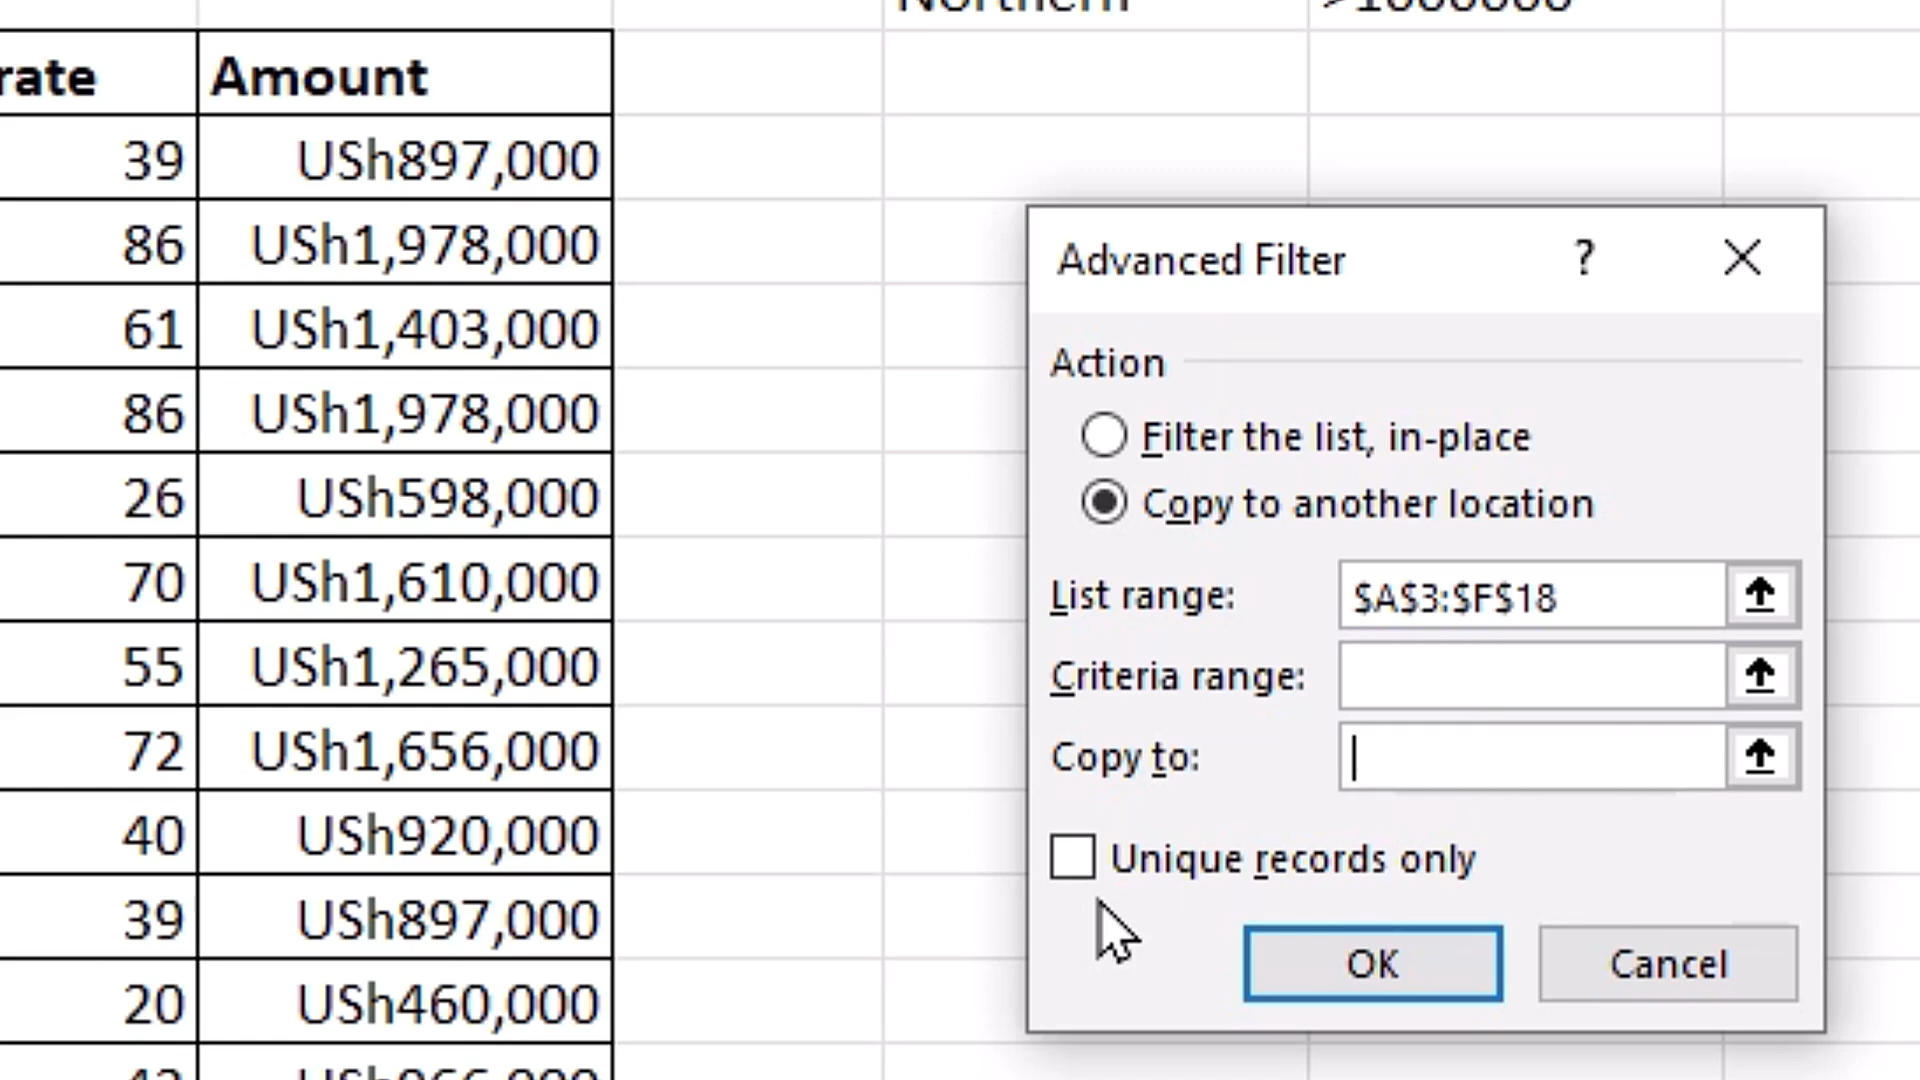 Northern >1000000
rate Amount
39 USh897,000
86 USh1,978,000
61 USh1,403,000
86 USh1,978,000
26 USh598,000
70 USh1,610,000
55 USh1,265,000
72 USh1,656,000
40 USh920,000
39 USh897,000
20 USh460,000
Advanced Filter ?
Action
Filter the list, in-place
Copy to another location
List range: $A$3:$F$18
Criteria range:
Copy to:
Unique records only
OK Cancel